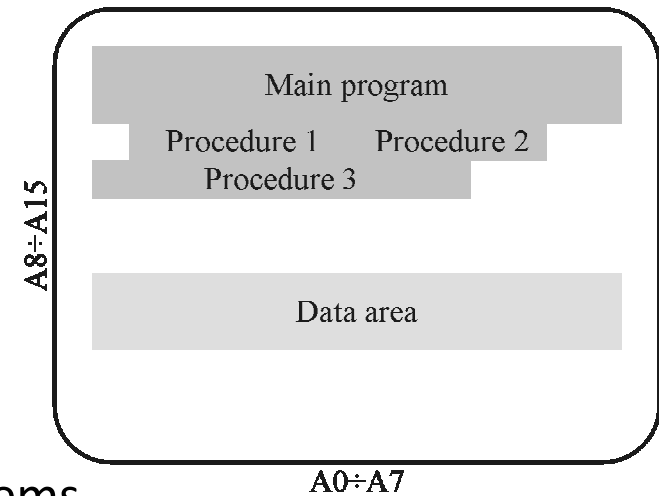 Main program
Procedure 1 Procedure 2
Procedure 3
A8÷A15
Data area
A0÷A7